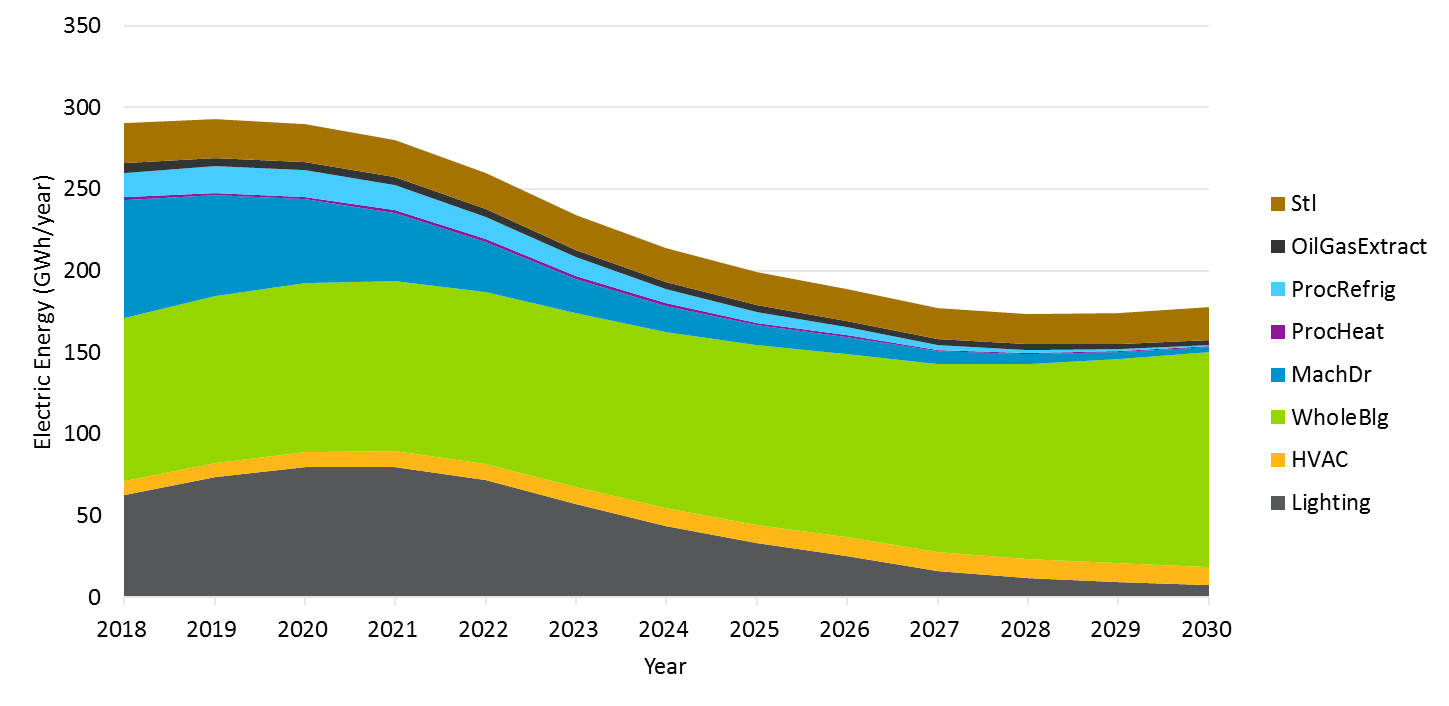 350
300
250
200
150
100
50
0
Electric Energy (GWh/year)
2018 2019 2020 2021 2022 2023 2024 2025 2026 2027 2028 2029 2030
Year
Stl
OilGasExtract
ProcRefrig
ProcHeat
MachDr
WholeBlg
HVAC
Lighting